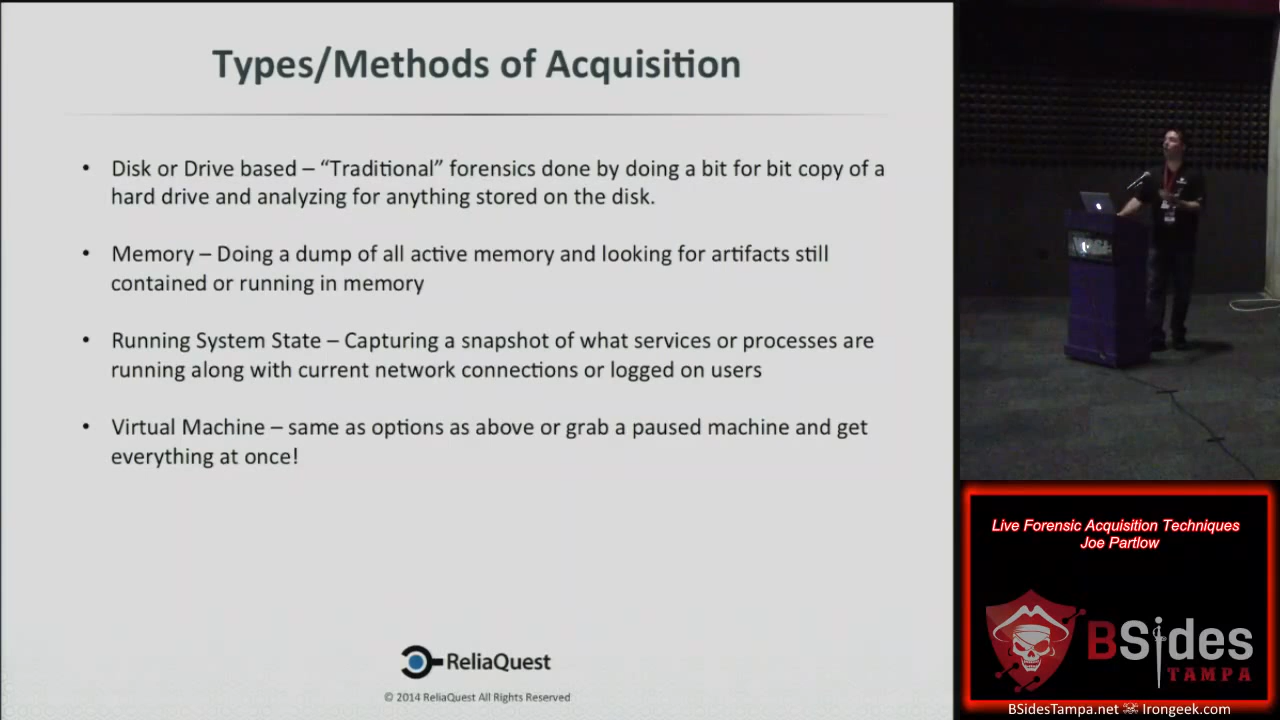 Types/Methods of Acquisition
• Disk or Drive based – “Traditional” forensics done by doing a bit for bit copy of a
hard drive and analyzing for anything stored on the disk.
• Memory – Doing a dump of all active memory and looking for artifacts still
contained or running in memory
• Running System State – Capturing a snapshot of what services or processes are
running along with current network connections or logged on users
• Virtual Machine – same as options as above or grab a paused machine and get
everything at once!
ReliaQuest
© 2014 ReliaQuest All Rights Reserved
Live Forensic Acquisition Techniques
Joe Partlow
BSides
TAMPA
BSidesTampa.net Irongeek.com